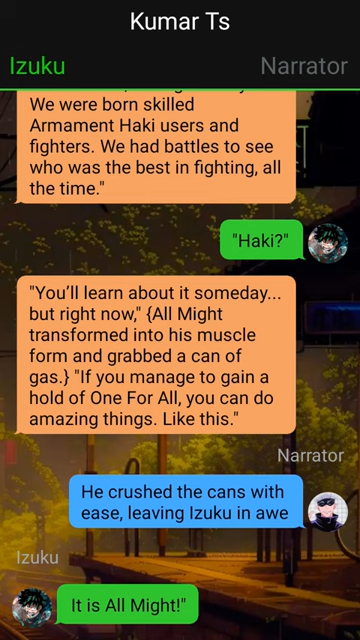 Kumar Ts
Izuku
Narrator
We were born skilled
Armament Haki users and
fighters. We had battles to see
who was the best in fighting, all
the time."
"Haki?"
"You’ll learn about it someday...
but right now," {All Might
transformed into his muscle
form and grabbed a can of
gas.} "If you manage to gain a
hold of One For All, you can do
amazing things. Like this."
Narrator
He crushed the cans with
ease, leaving Izuku in awe
Izuku
It is All Might!"